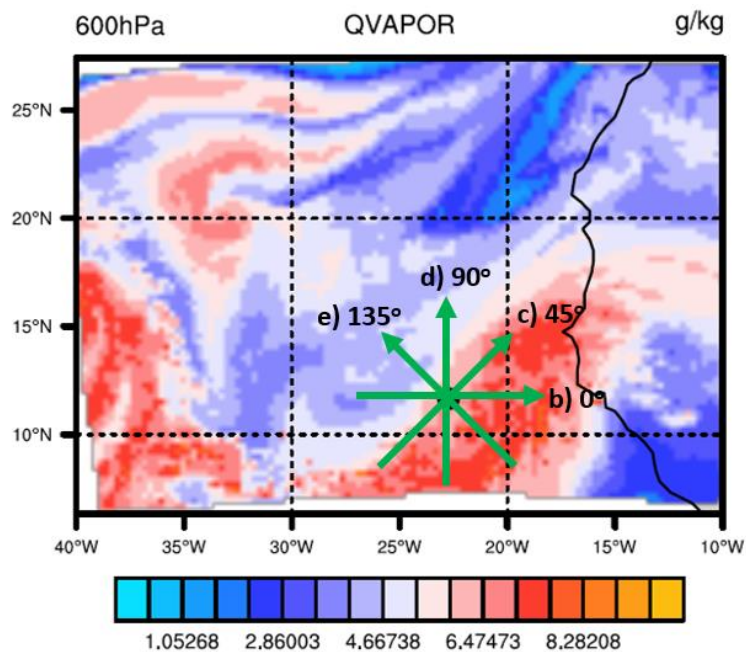 600hPa QVAPOR g/kg
25°N
20°N
d) 90°
e) 135° c) 45°
15°N
b) 0°
10°N
40°W 35°W 30°W 25°W 20°W 15°W 10°W
1.05268 2.86003 4.66738 6.47473 8.28208